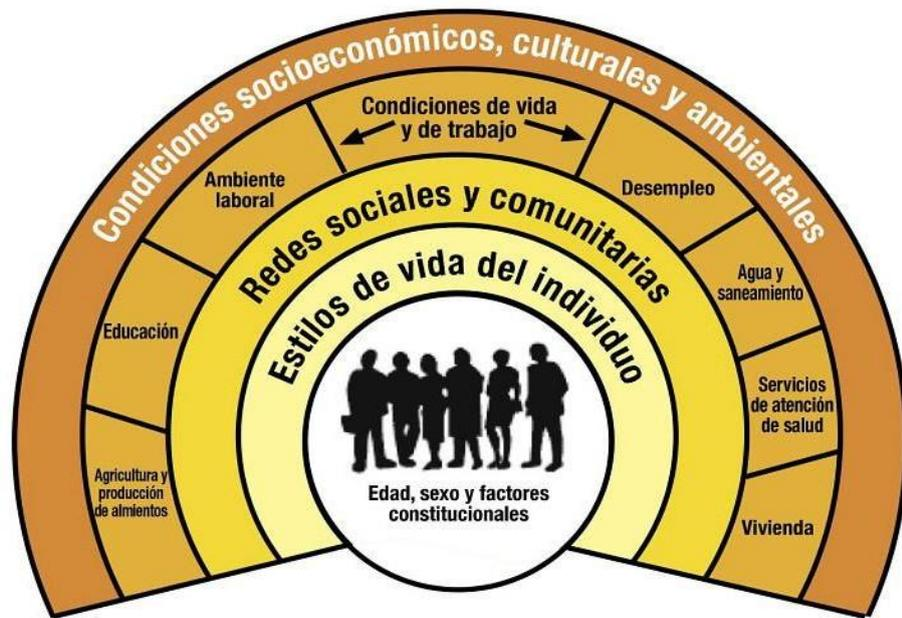 Condiciones socioeconómicos, culturales y ambientales
Condiciones de vida
y de trabajo
Ambiente
laboral
Desempleo
Educación
Agua y
saneamiento
Agricultura y
producción
de almientos
Servicios
de atención
de salud
Vivienda
Redes sociales y comunitarias
Estilos de vida del individuo
Edad, sexo y factores
constitucionales